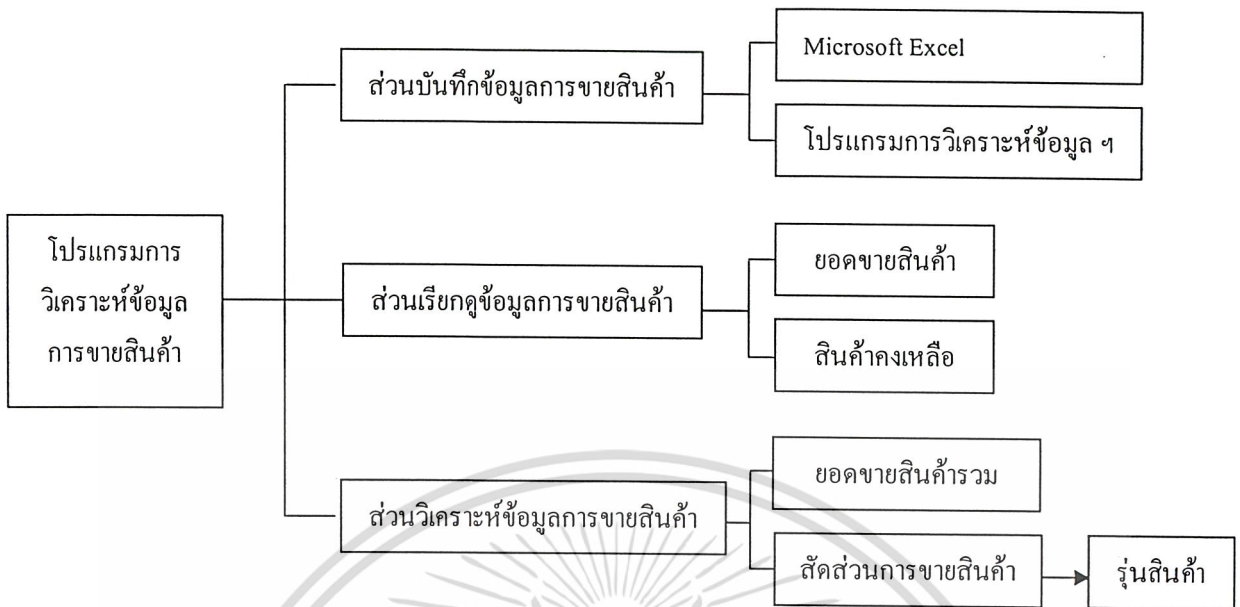 Microsoft Excel
ส่วนบันทึกข้อมูลการขายสินค้า
โปรแกรมการวิเคราะห์ข้อมูล ฯ
โปรแกรมการ
วิเคราะห์ข้อมูล
การขายสินค้า
ส่วนเรียกดูข้อมูลการขายสินค้า
ยอดขายสินค้า
สินค้าคงเหลือ
ส่วนวิเคราะห์ข้อมูลการขายสินค้า
ยอดขายสินค้ารวม
สัดส่วนการขายสินค้า
รุ่นสินค้า